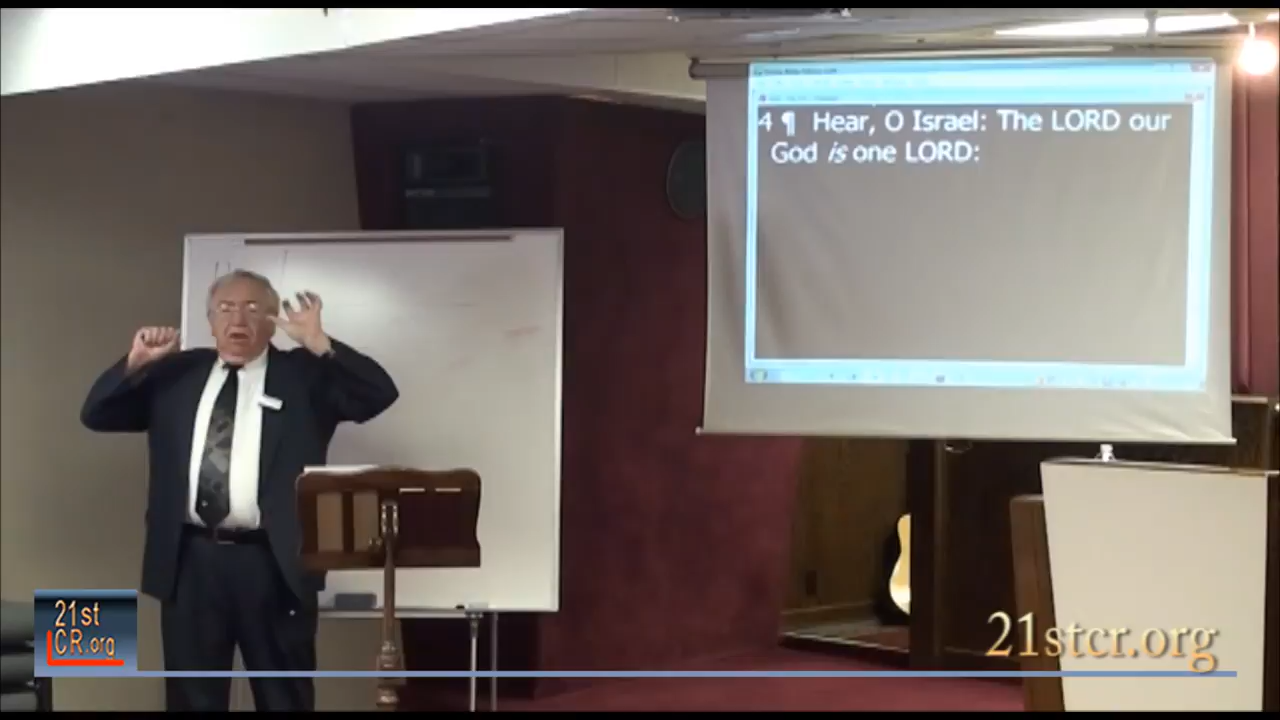 4 ¶ Hear, O Israel: The LORD our
God is one LORD:
21st
CR.org
21stcr.org